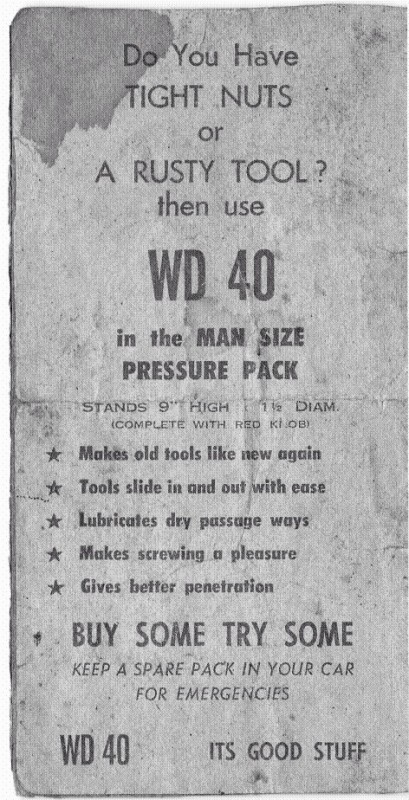 Do You Have
TIGHT NUTS
or
A RUSTY TOOL?
then use
WD 40
in the MAN SIZE
PRESSURE PACK
STANDS 9" HIGH : 1½ DIAM.
(COMPLETE WITH RED KNOB)
★ Makes old tools like new again
★ Tools slide in and out with ease
★ Lubricates dry passage ways
★ Makes screwing a pleasure
★ Gives better penetration
BUY SOME TRY SOME
KEEP A SPARE PACK IN YOUR CAR
FOR EMERGENCIES
WD 40 ITS GOOD STUFF